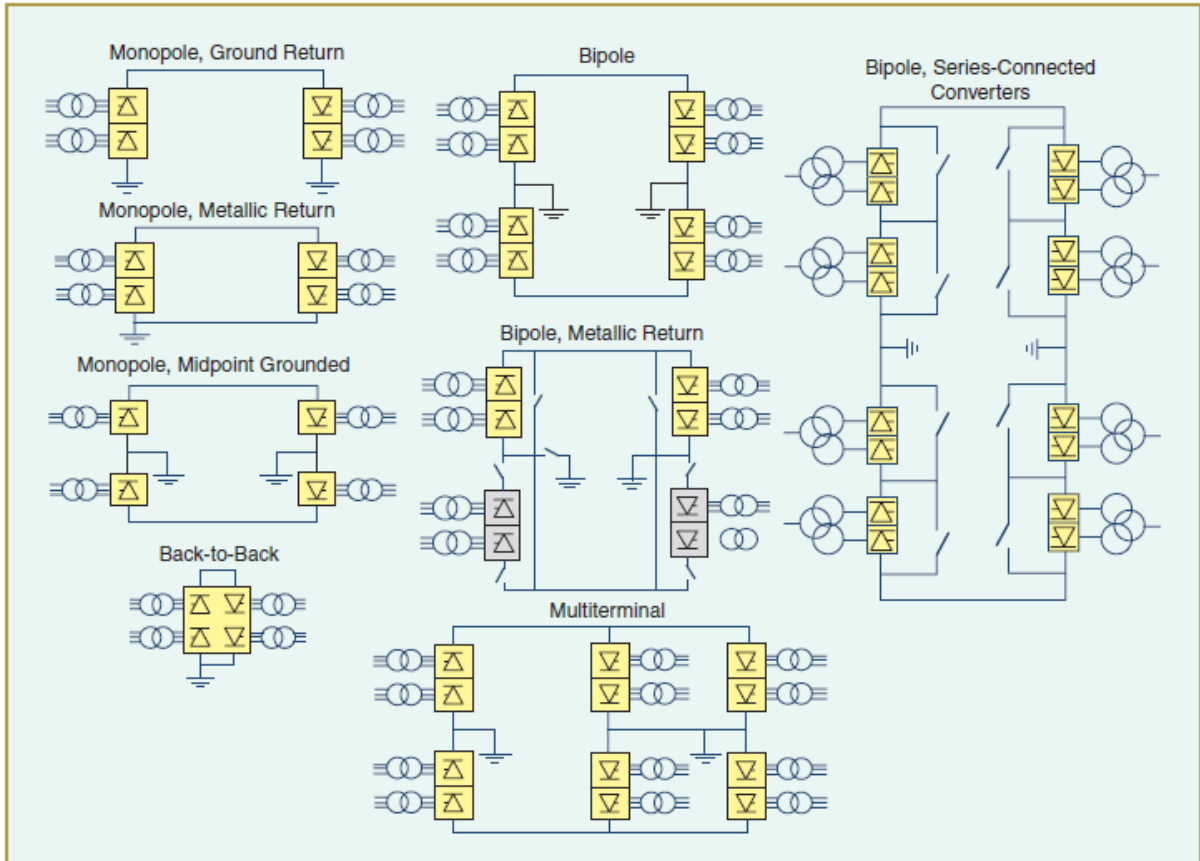 Monopole, Ground Return
Bipole
Bipole, Series-Connected
Converters
Monopole, Metallic Return
Monopole, Midpoint Grounded
Bipole, Metallic Return
Back-to-Back
Multiterminal